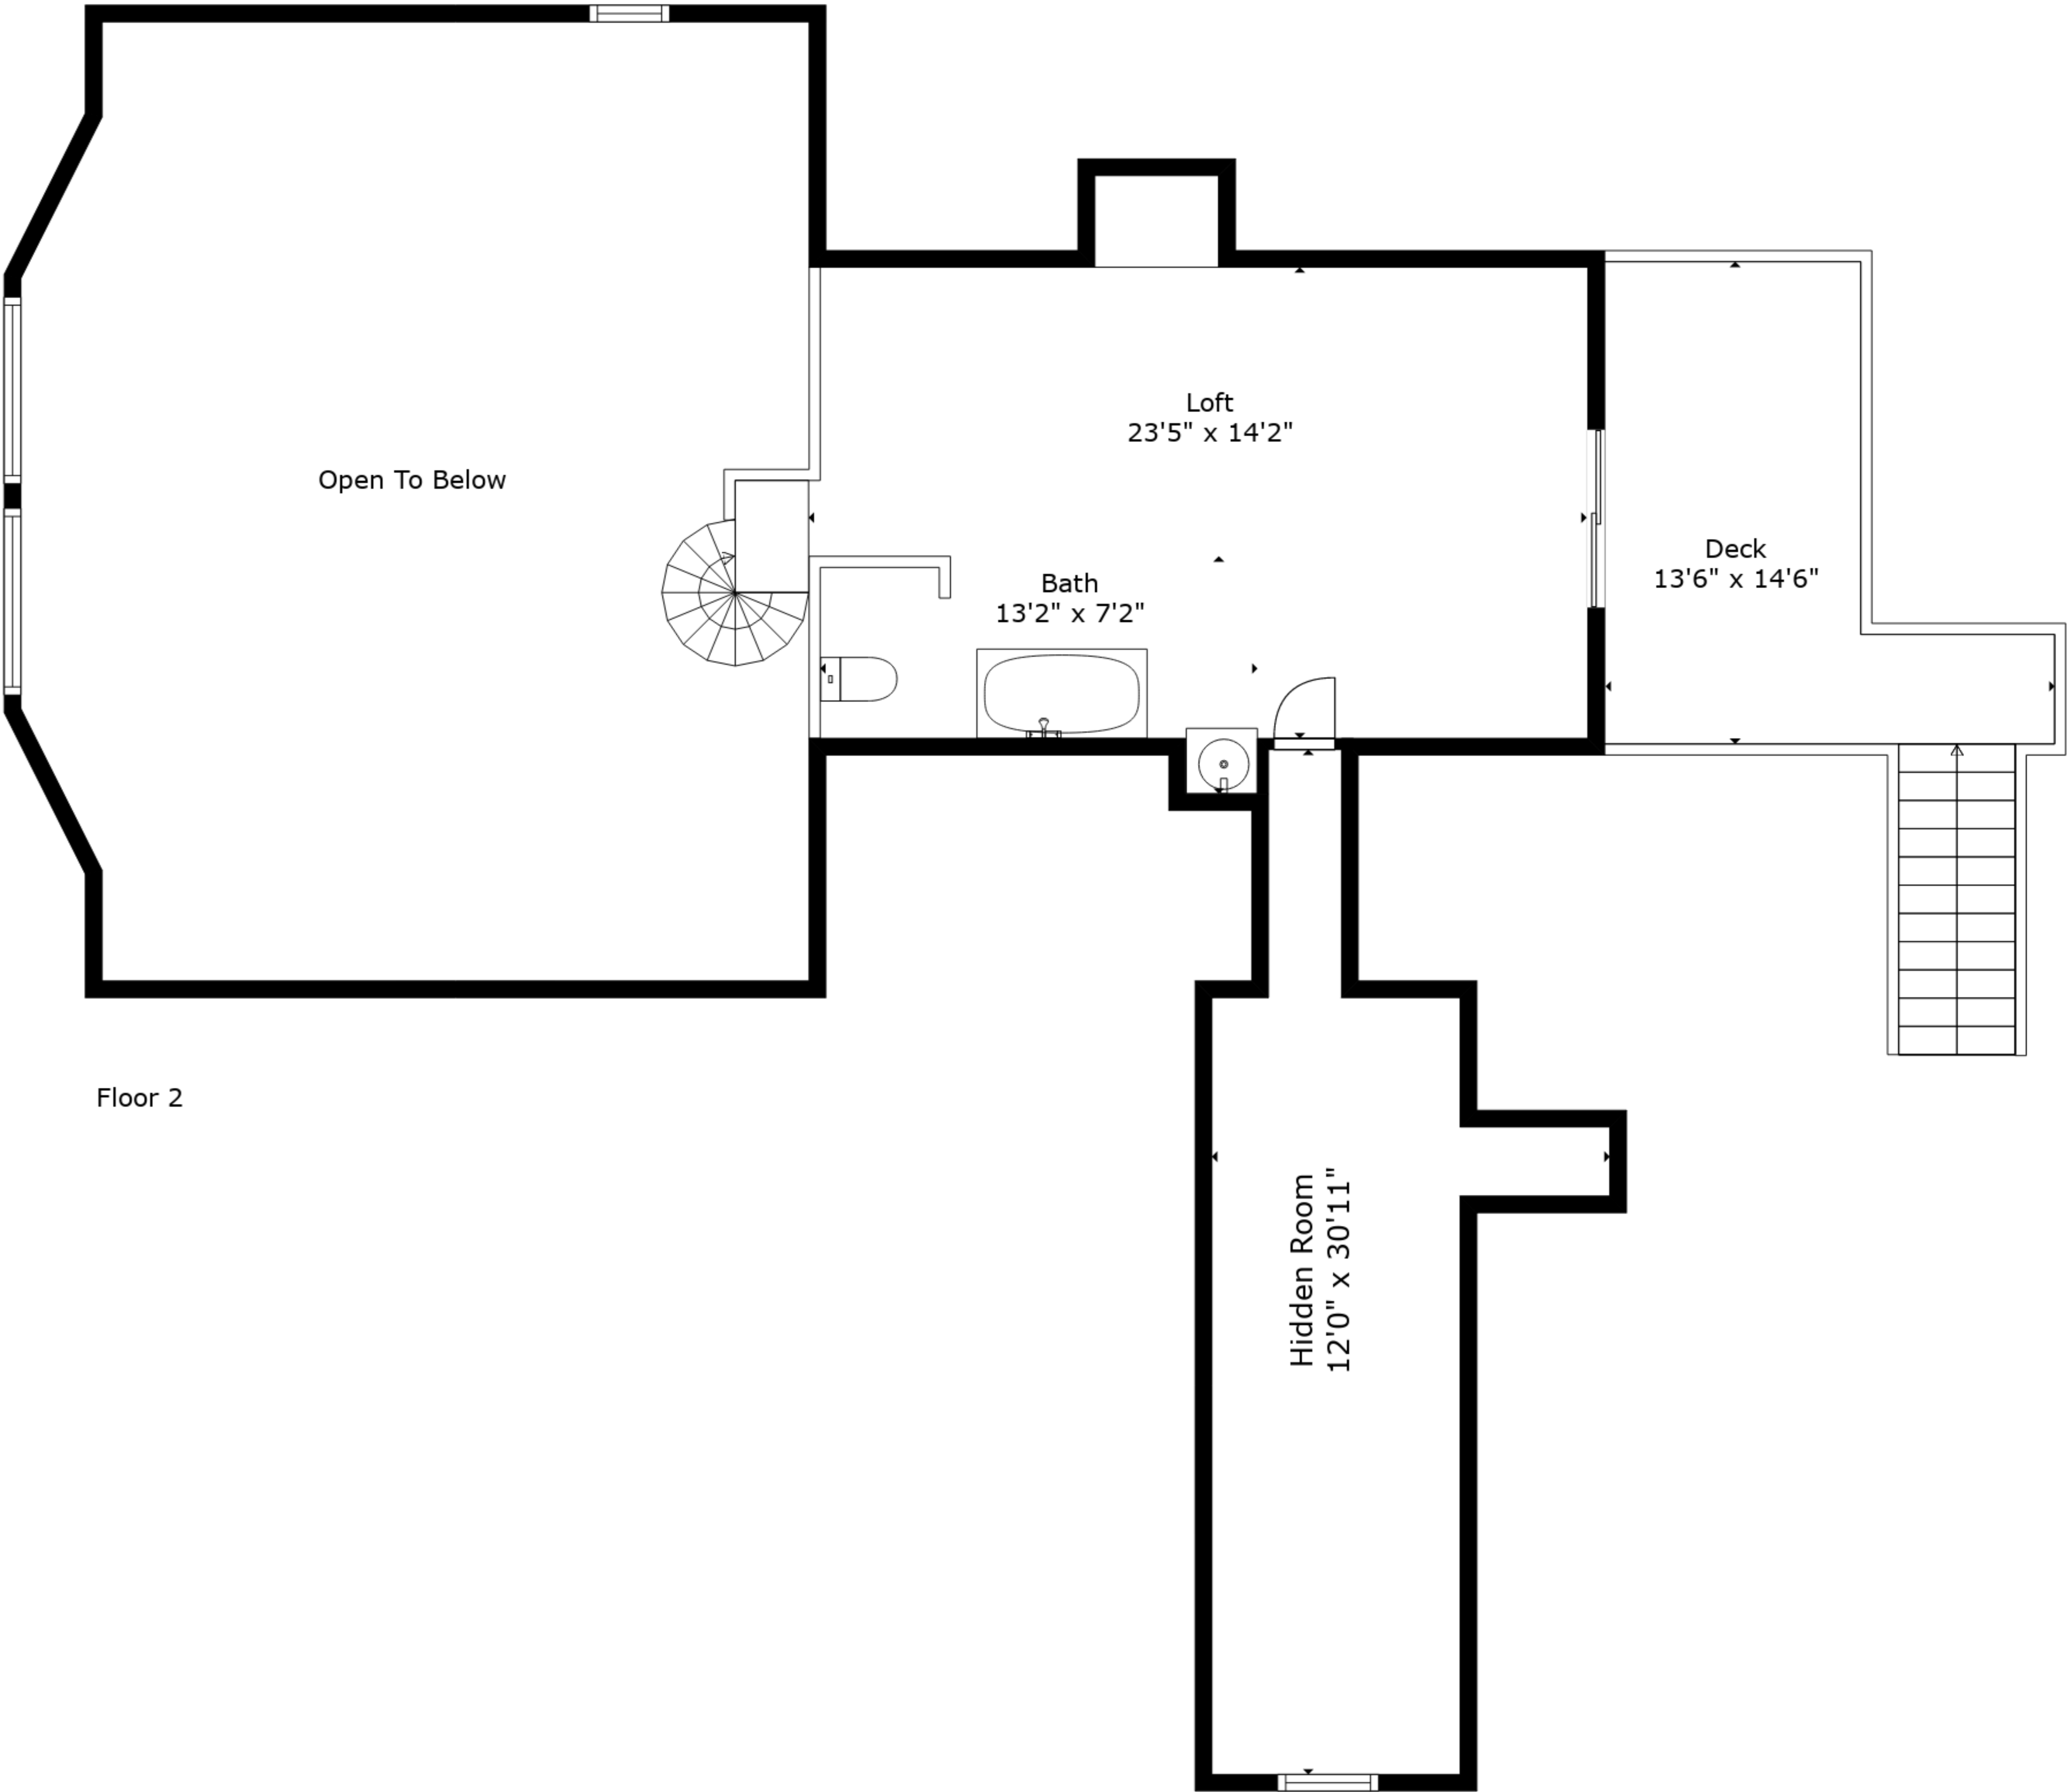 Loft
23'5" x 14'2"
Open To Below
Deck
13'6" x 14'6"
Bath
13'2" x 7'2"
Floor 2
Hidden Room
12'0" x 30'11"